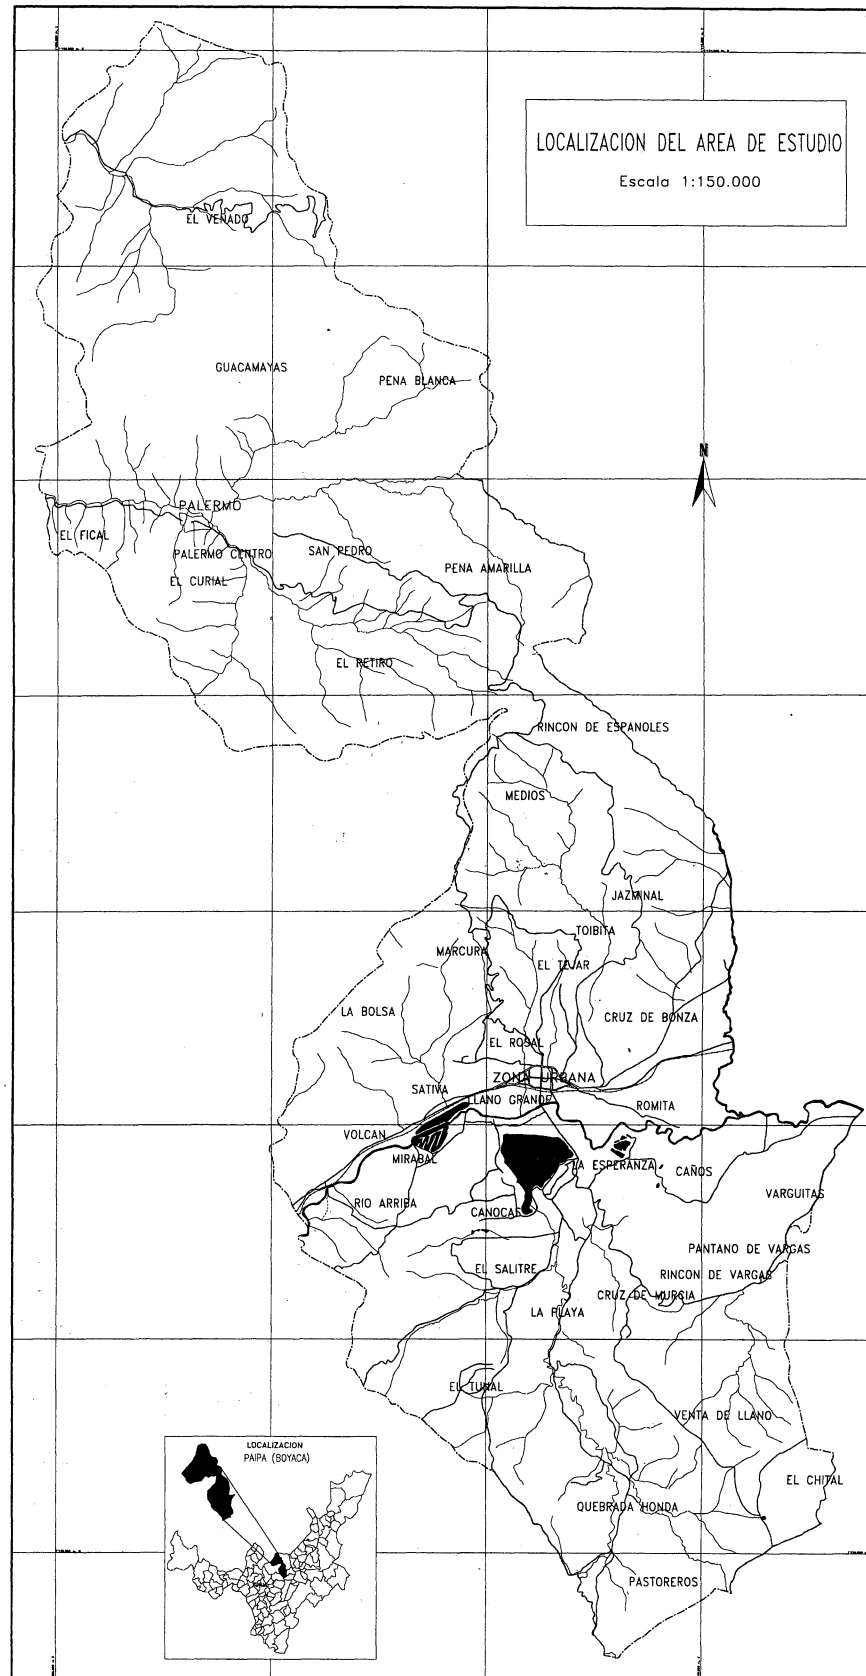 LOCALIZACION DEL AREA DE ESTUDIO
Escala 1:150.000
EL VENADO
GUACAMAYAS
PENA BLANCA
N
PALERMO
EL FICAL
PALERMO CENTRO
SAN PEDRO
EL CURIAL
PENA AMARILLA
EL RETIRO
RINCON DE ESPANOLES
MEDIOS
JAZMINAL
TOIBITA
MARCURA
EL TEJAR
LA BOLSA
CRUZ DE BONZA
EL ROSAL
ZONA URBANA
SATIVA
LLANO GRANDE
ROMITA
VOLCAN
MIRABAL
LA ESPERANZA
CAÑOS
VARGUITAS
RIO ARRIBA
CANOCAS
PANTANO DE VARGAS
EL SALITRE
RINCON DE VARGAS
CRUZ DE MURCIA
LA PLAYA
EL TUNAL
VENTA DE LLANO
LOCALIZACION
PAIPA (BOYACA)
EL CHITAL
QUEBRADA HONDA
PASTOREROS